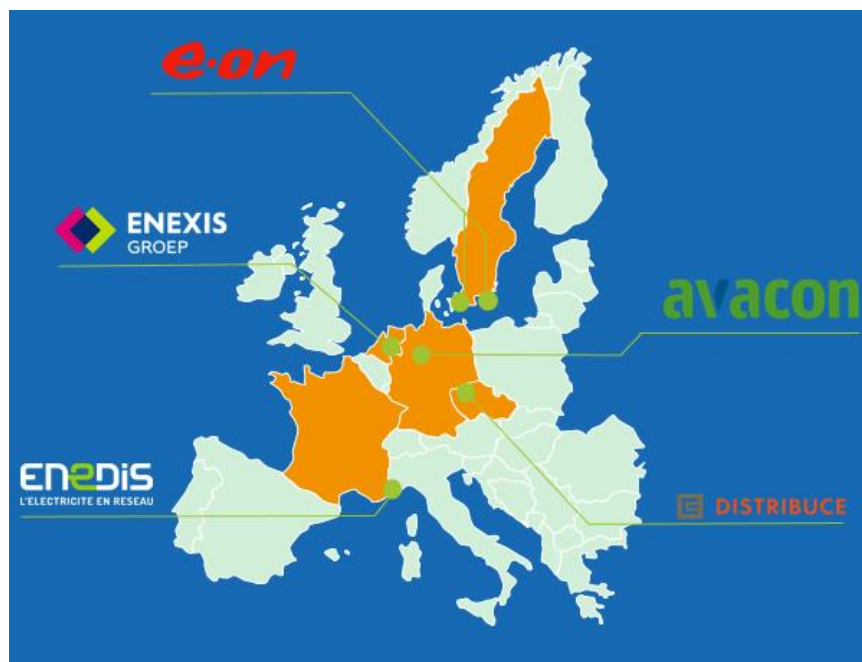 e·on
ENEXIS
GROEP
avacon
ENEDIS
L'ELECTRICITE EN RESEAU
DISTRIBUCE